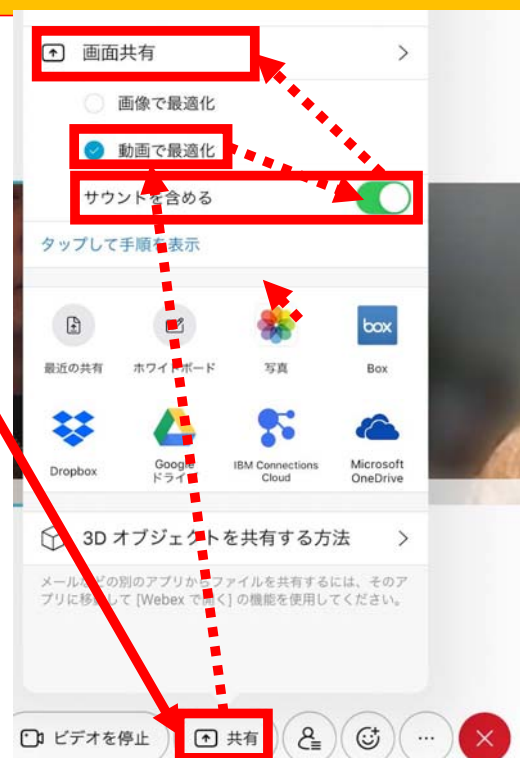 画面共有
画像で最適化
動画で最適化
サウンドを含める
タップして手順を表示
最近の共有
ホワイトボード
写真
box
Box
Dropbox
Google
ドライブ
IBM Connections
Cloud
Microsoft
OneDrive
3D オブジェクトを共有する方法
メールなどの別のアプリからファイルを共有するには、そのア
プリに移動して [Webex で開く] の機能を使用してください。
ビデオを停止
共有